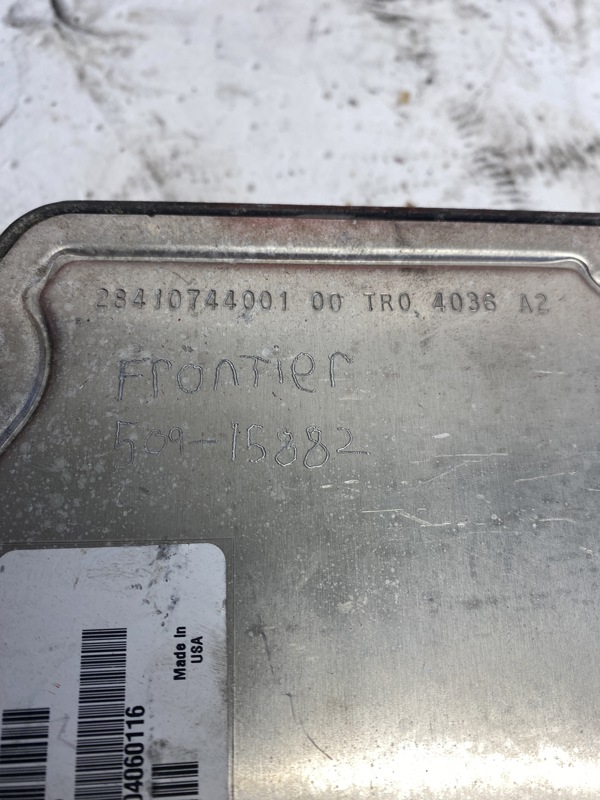 28410744001 00 TR0 4036 A2
Frontier
509-15882
Made In
USA
04060116